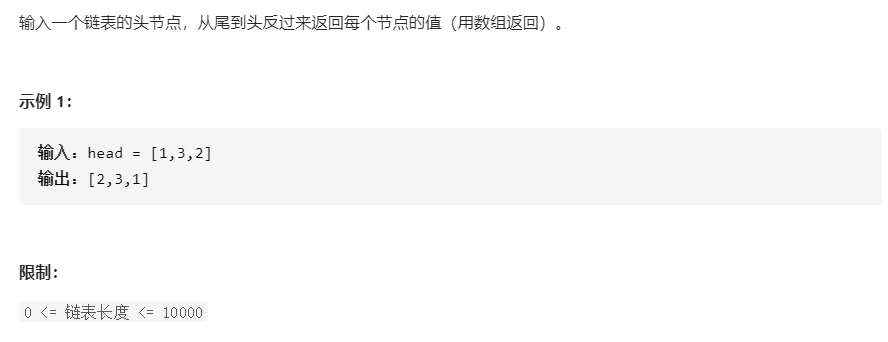 输入一个链表的头节点，从尾到头反过来返回每个节点的值（用数组返回）。
示例 1：
输入：head = [1,3,2]
输出：[2,3,1]
限制：
0 <= 链表长度 <= 10000